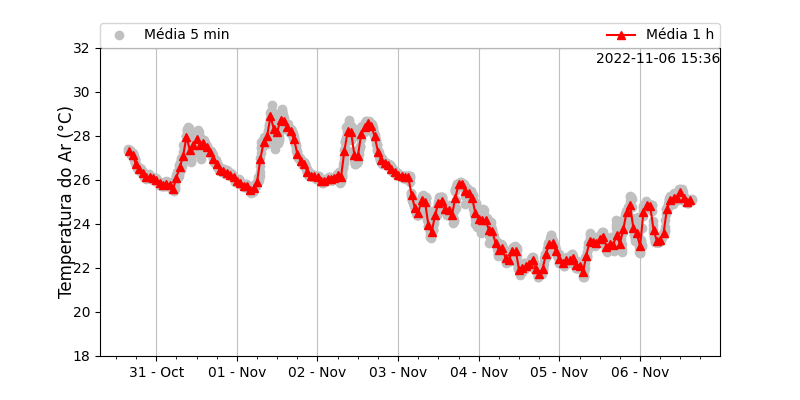 Média 5 min
Média 1 h
2022-11-06 15:36
Temperatura do Ar (°C)
32
30
28
26
24
22
20
18
31 - Oct
01 - Nov
02 - Nov
03 - Nov
04 - Nov
05 - Nov
06 - Nov